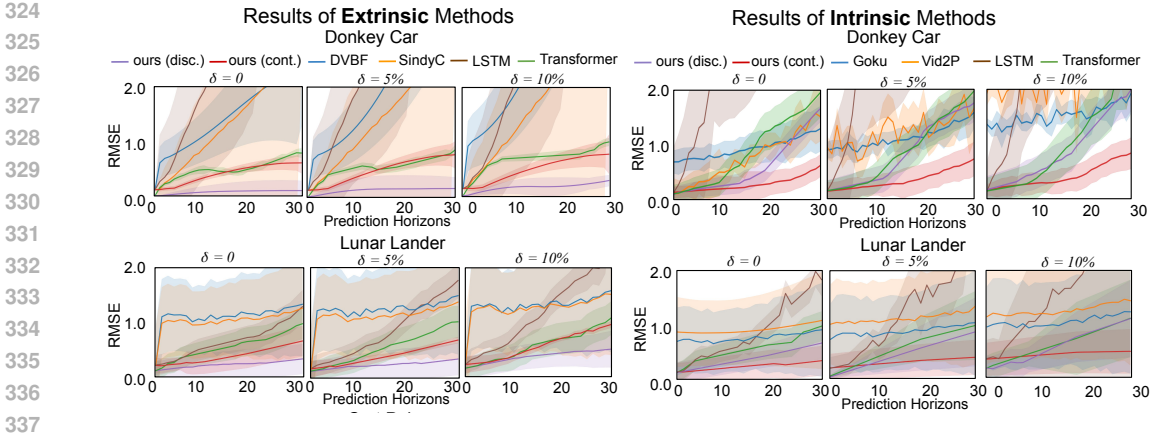 324
325
326
327
328
329
330
331
332
333
334
335
336
337
Results of Extrinsic Methods
Donkey Car
ours (disc.) ours (cont.) DVBF SindyC LSTM Transformer
δ = 0 δ = 5% δ = 10%
RMSE
2.0
1.0
0.0
0 10 20 30 0 10 20 30 0 10 20 30
Prediction Horizons
Lunar Lander
δ = 0 δ = 5% δ = 10%
RMSE
2.0
1.0
0.0
0 10 20 30 0 10 20 30 0 10 20 30
Prediction Horizons
Results of Intrinsic Methods
Donkey Car
ours (disc.) ours (cont.) Goku Vid2P LSTM Transformer
δ = 0 δ = 5% δ = 10%
RMSE
2.0
1.0
0.0
0 10 20 30 0 10 20 30 0 10 20 30
Prediction Horizons
Lunar Lander
δ = 0 δ = 5% δ = 10%
RMSE
2.0
1.0
0.0
0 10 20 30 0 10 20 30 0 10 20 30
Prediction Horizons